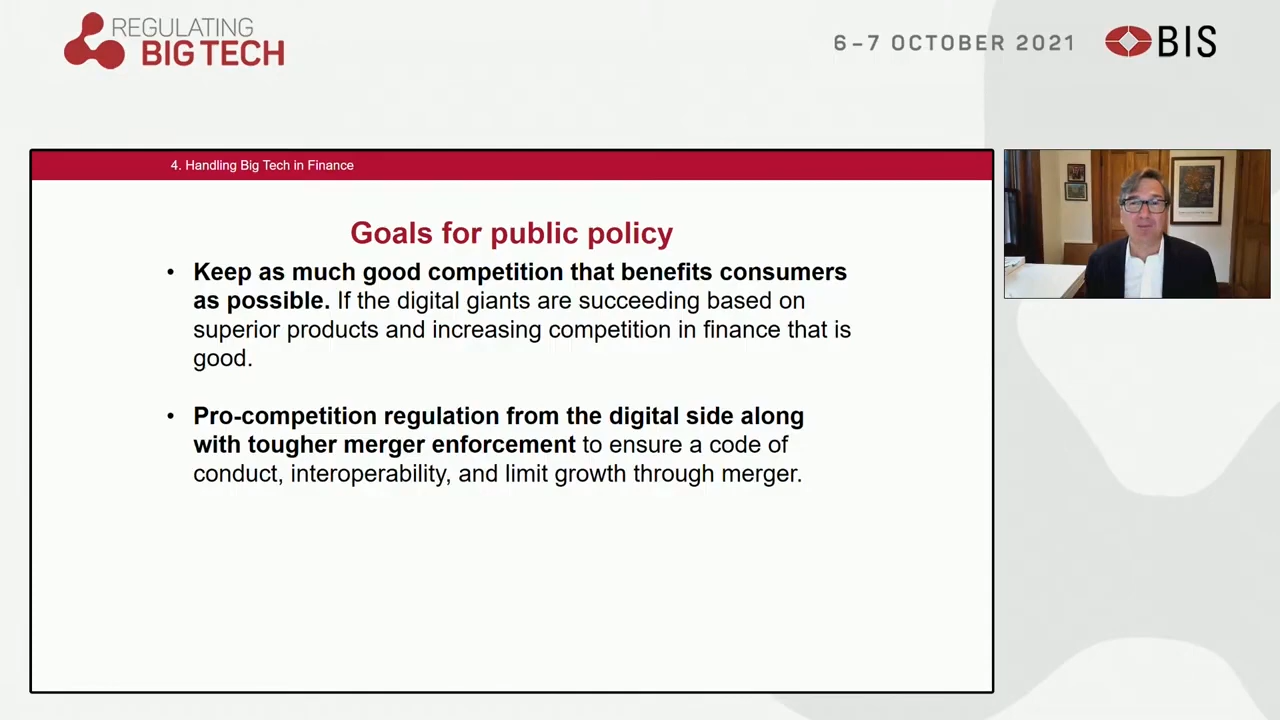 REGULATING
BIG TECH
6–7 OCTOBER 2021
BIS
4. Handling Big Tech in Finance
Goals for public policy
• Keep as much good competition that benefits consumers
as possible. If the digital giants are succeeding based on
superior products and increasing competition in finance that is
good.
• Pro-competition regulation from the digital side along
with tougher merger enforcement to ensure a code of
conduct, interoperability, and limit growth through merger.